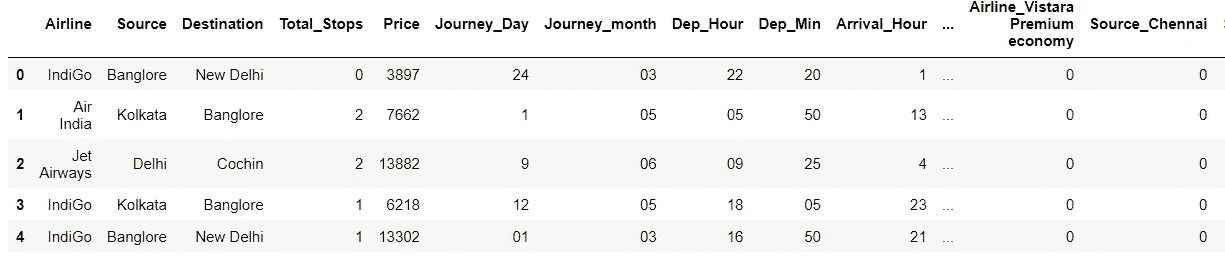 Airline Source Destination Total_Stops Price Journey_Day Journey_month Dep_Hour Dep_Min Arrival_Hour ... Airline_Vistara Premium economy Source_Chennai
0 IndiGo Banglore New Delhi 0 3897 24 03 22 20 1 ... 0 0
1 Air India Kolkata Banglore 2 7662 1 05 05 50 13 ... 0 0
2 Jet Airways Delhi Cochin 2 13882 9 06 09 25 4 ... 0 0
3 IndiGo Kolkata Banglore 1 6218 12 05 18 05 23 ... 0 0
4 IndiGo Banglore New Delhi 1 13302 01 03 16 50 21 ... 0 0